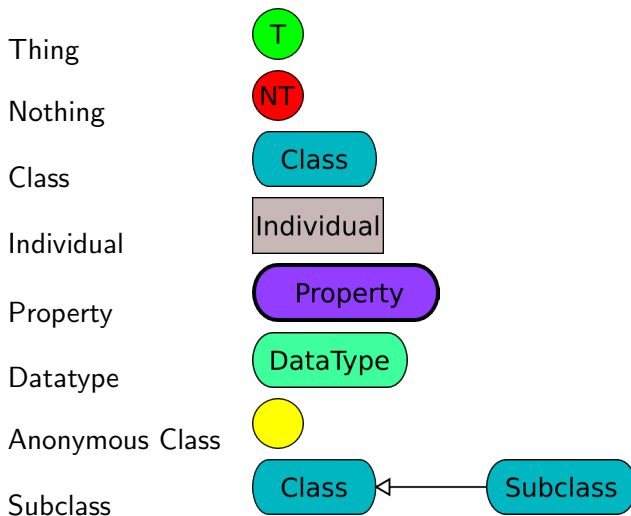 Thing T
Nothing NT
Class Class
Individual Individual
Property Property
Datatype DataType
Anonymous Class
Subclass Class Subclass